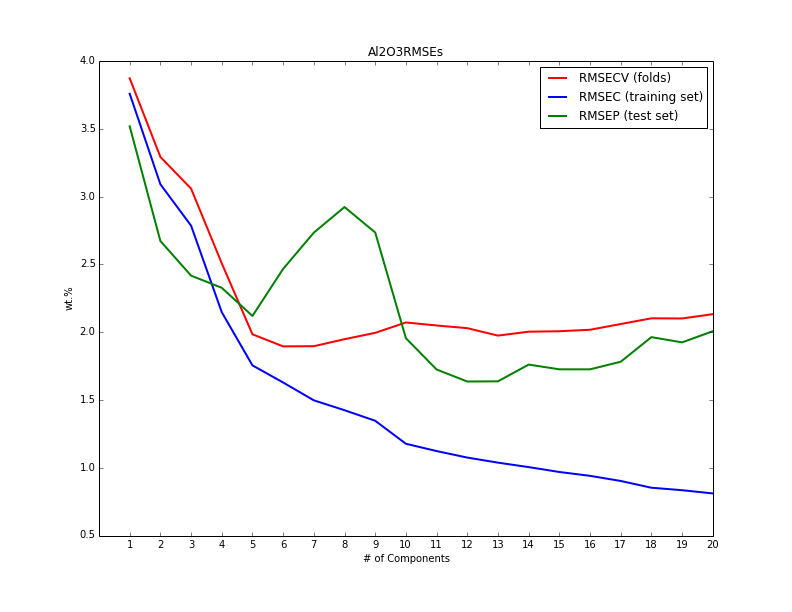 Al2O3RMSEs
RMSECV (folds)
RMSEC (training set)
RMSEP (test set)
4.0
3.5
3.0
2.5
2.0
1.5
1.0
0.5
wt.%
1 2 3 4 5 6 7 8 9 10 11 12 13 14 15 16 17 18 19 20
# of Components